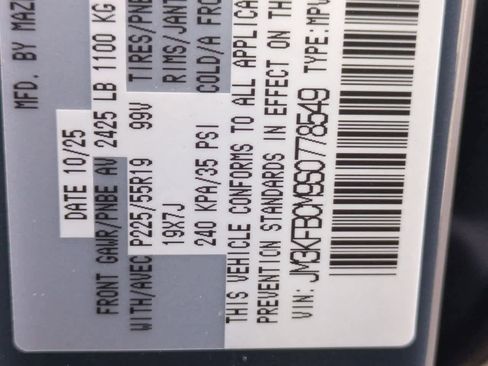 MFD. BY MAZ
DATE 10/25
FRONT GAWR/PNBE AV 2425 LB 1100 KG
WITH/AVEC P225/55R19 99V TIRES/PNE
19X7J RIMS/JANT
240 KPA/35 PSI COLD/A FRO
THIS VEHICLE CONFORMS TO ALL APPLICA
PREVENTION STANDARDS IN EFFECT ON THE
VIN: JM3KFBCM9S0778549 TYPE:MPV